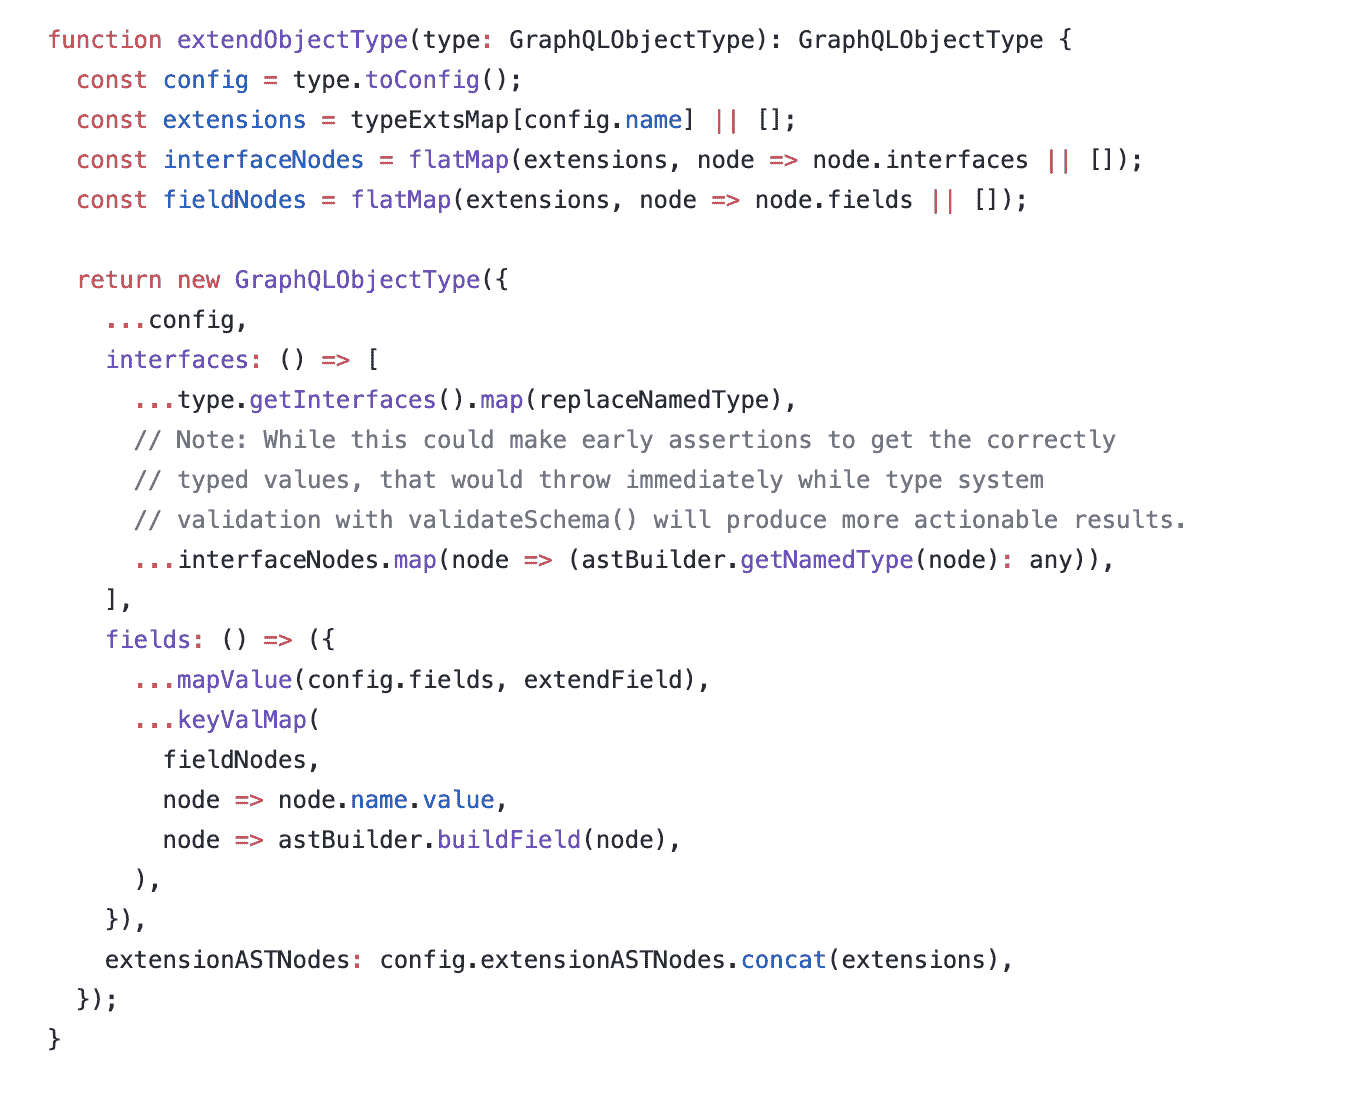 function extendObjectType(type: GraphQLObjectType): GraphQLObjectType {
  const config = type.toConfig();
  const extensions = typeExtsMap[config.name] || [];
  const interfaceNodes = flatMap(extensions, node => node.interfaces || []);
  const fieldNodes = flatMap(extensions, node => node.fields || []);

  return new GraphQLObjectType({
    ...config,
    interfaces: () => [
      ...type.getInterfaces().map(replaceNamedType),
      // Note: While this could make early assertions to get the correctly
      // typed values, that would throw immediately while type system
      // validation with validateSchema() will produce more actionable results.
      ...interfaceNodes.map(node => (astBuilder.getNamedType(node): any)),
    ],
    fields: () => ({
      ...mapValue(config.fields, extendField),
      ...keyValMap(
        fieldNodes,
        node => node.name.value,
        node => astBuilder.buildField(node),
      ),
    }),
    extensionASTNodes: config.extensionASTNodes.concat(extensions),
  });
}